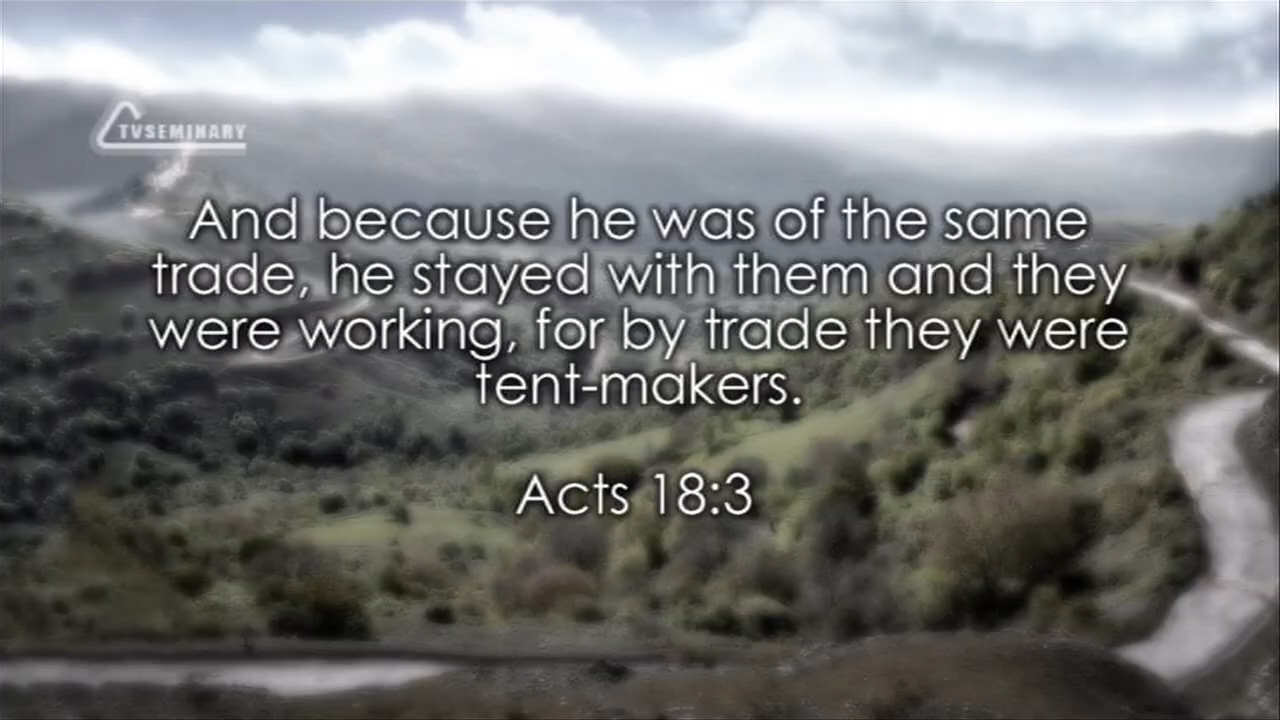 TVSEMINARY
And because he was of the same
trade, he stayed with them and they
were working, for by trade they were
tent-makers.
Acts 18:3